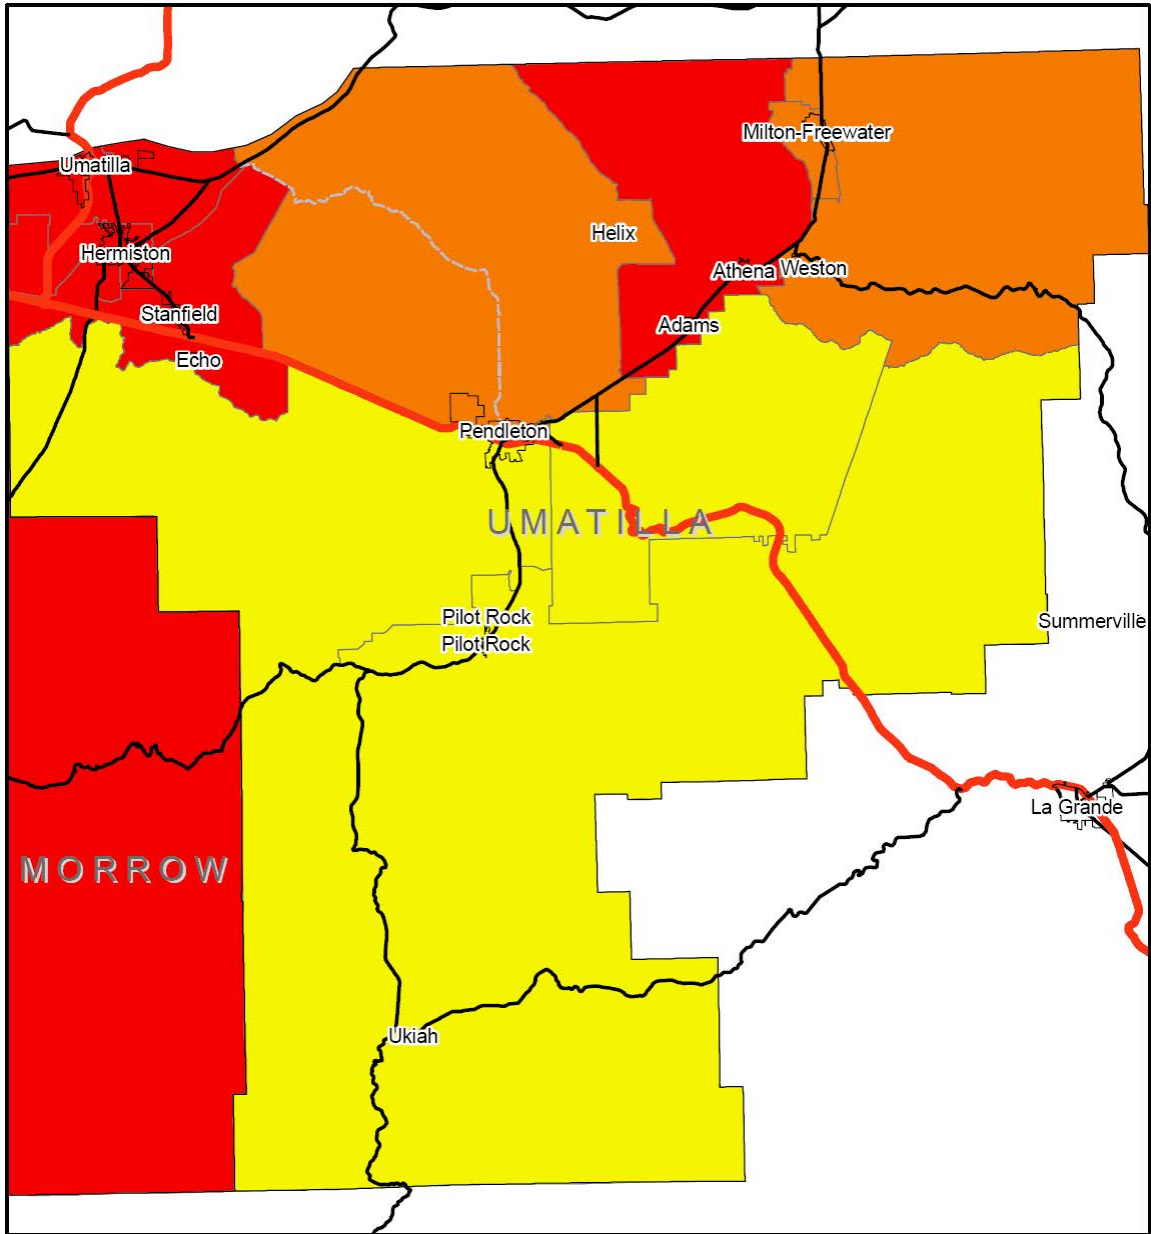 Milton-Freewater
Umatilla
Helix
Hermiston
Athena
Weston
Stanfield
Adams
Echo
Pendleton
UMATILLA
Pilot Rock
Summerville
Pilot Rock
La Grande
MORROW
Ukiah